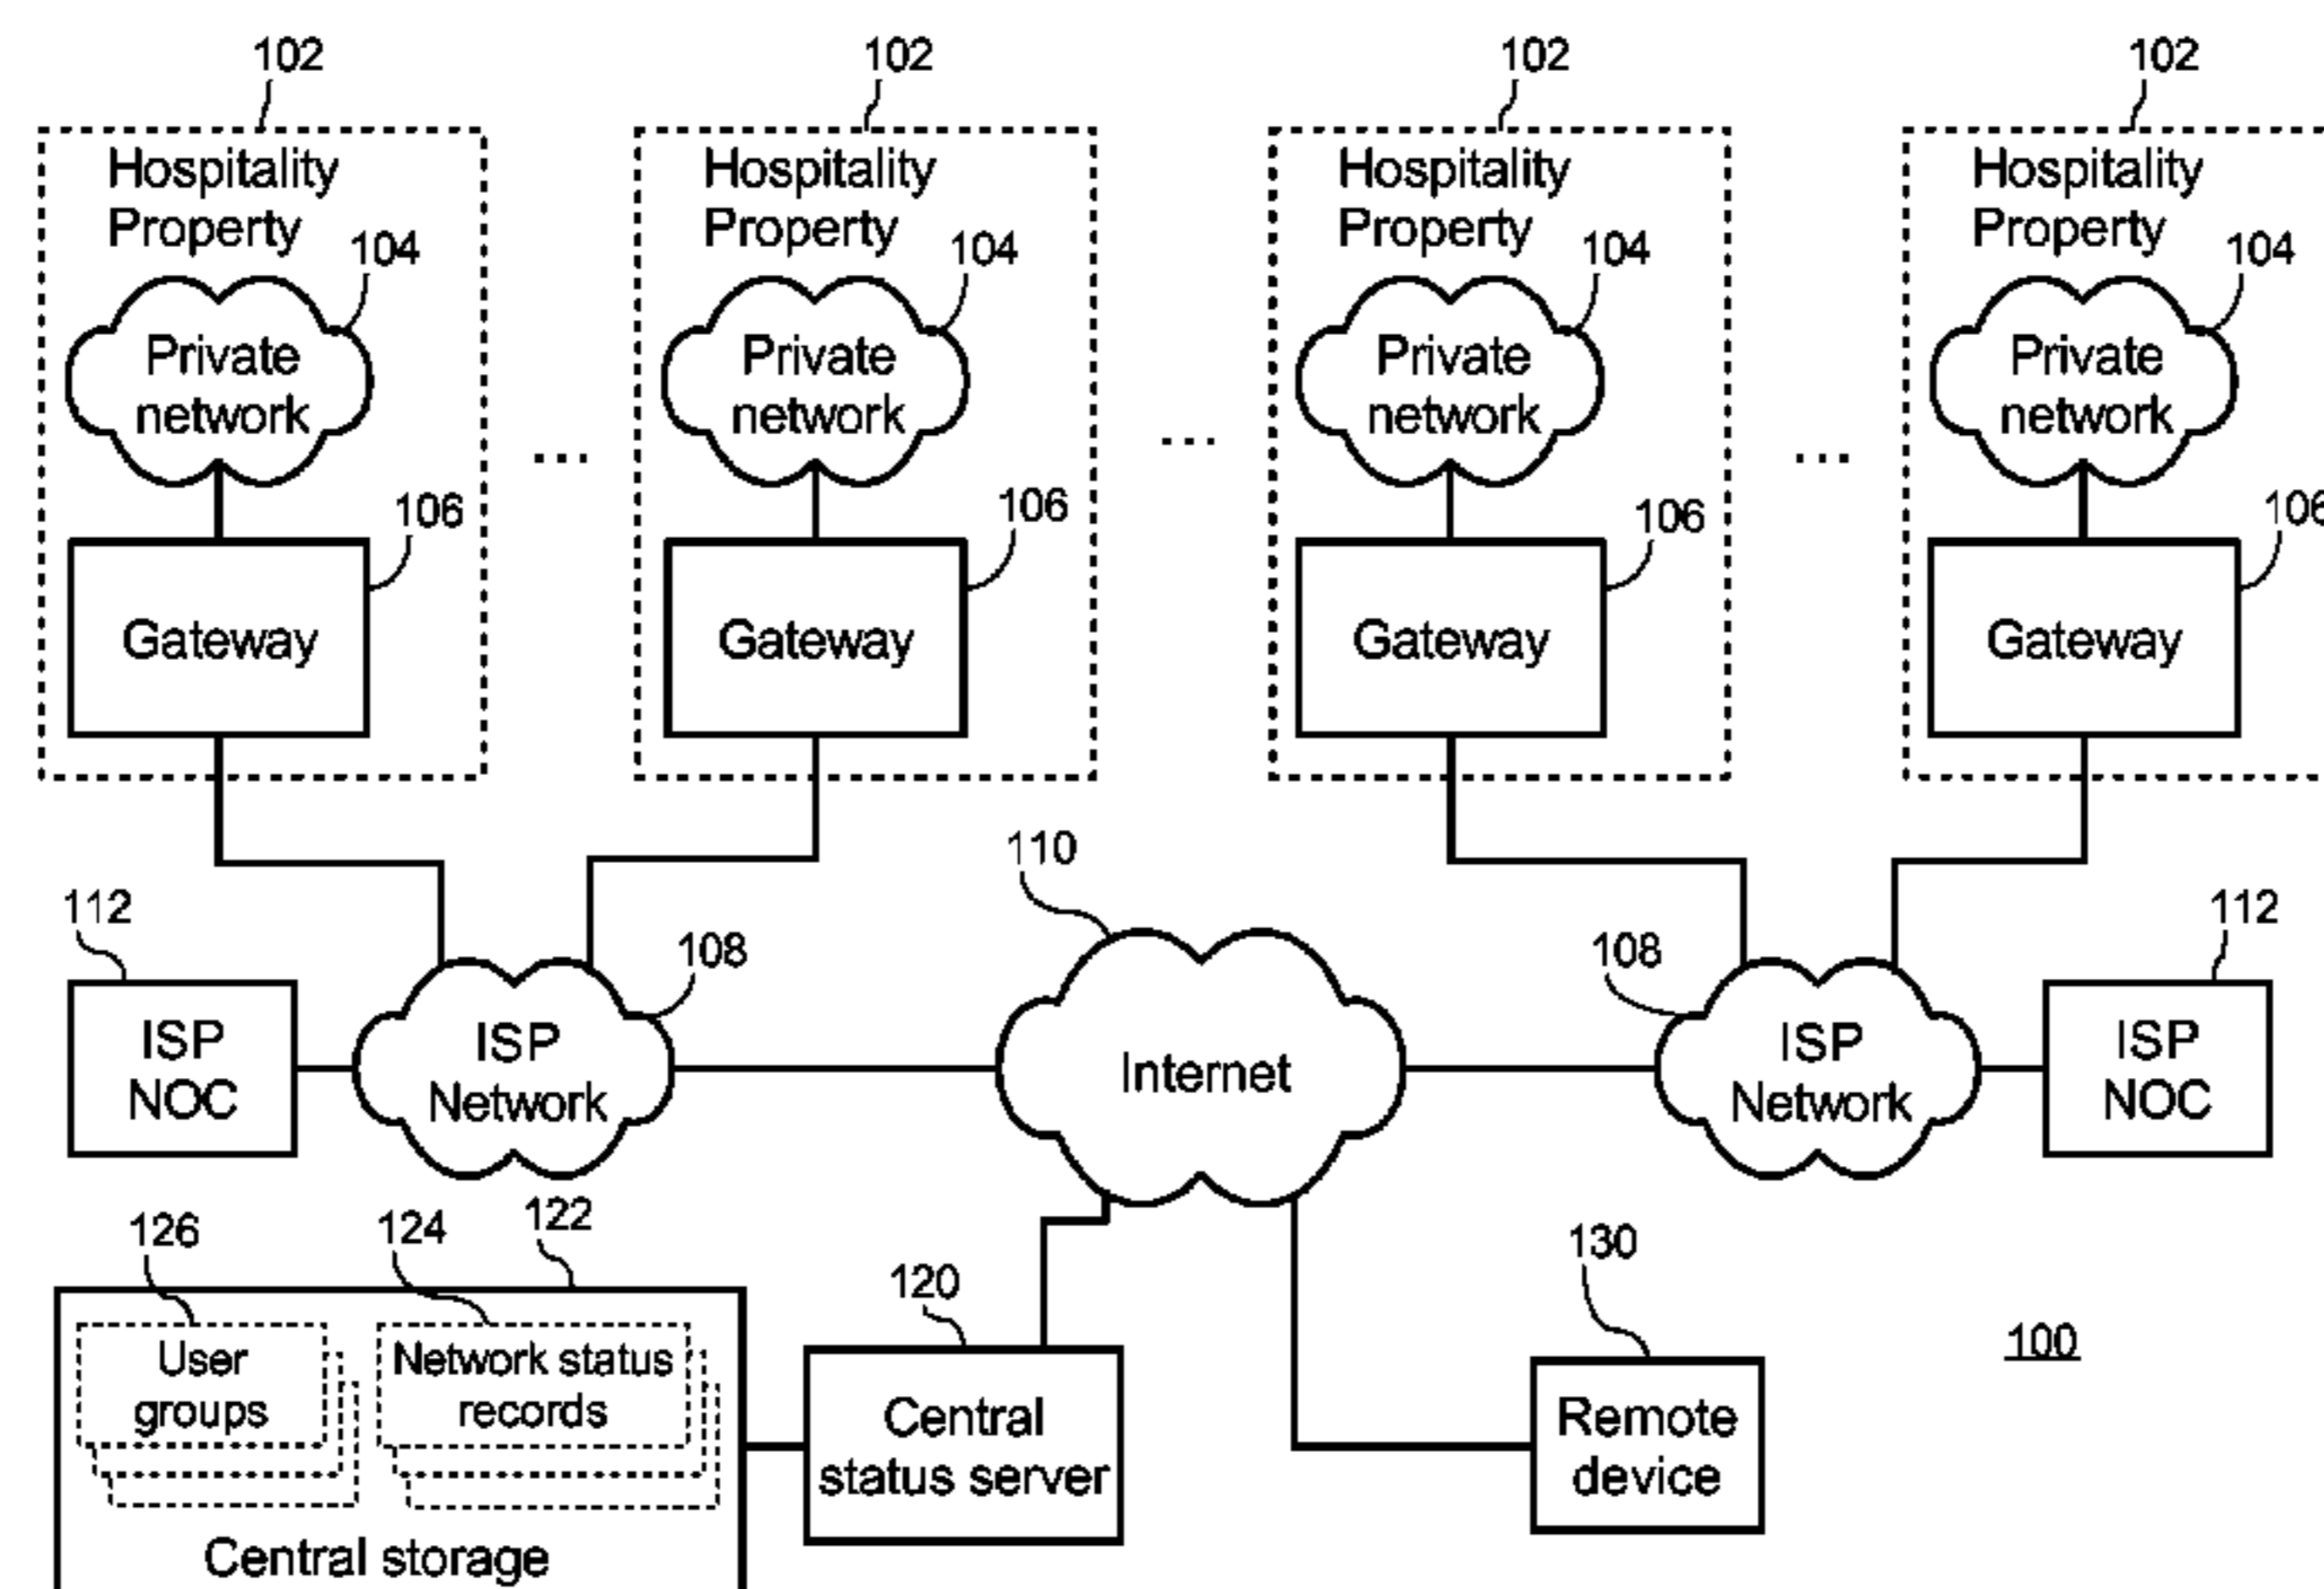 102 102 102 102
Hospitality Hospitality Hospitality Hospitality
Property Property Property Property
104 104 104 104
Private Private Private Private
network network network network
... ... ... ...
106 106 106 106
Gateway Gateway Gateway Gateway
110
112 108 108 112
ISP ISP Internet ISP ISP
NOC Network Network NOC
126 124 122
120 130
User Network status 100
groups records
Central Remote
status server device
Central storage